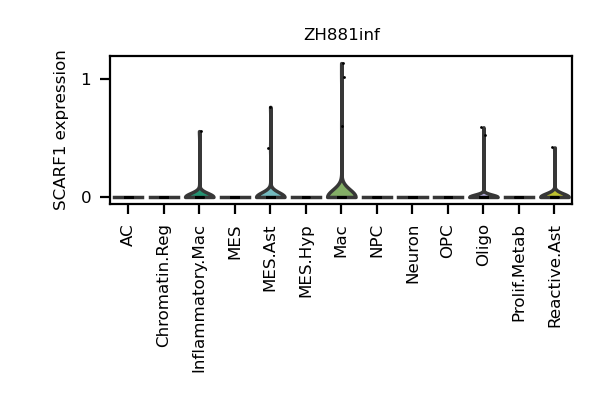 ZH881inf
SCARF1 expression
1
0
AC
Chromatin.Reg
Inflammatory.Mac
MES
MES.Ast
MES.Hyp
Mac
NPC
Neuron
OPC
Oligo
Prolif.Metab
Reactive.Ast